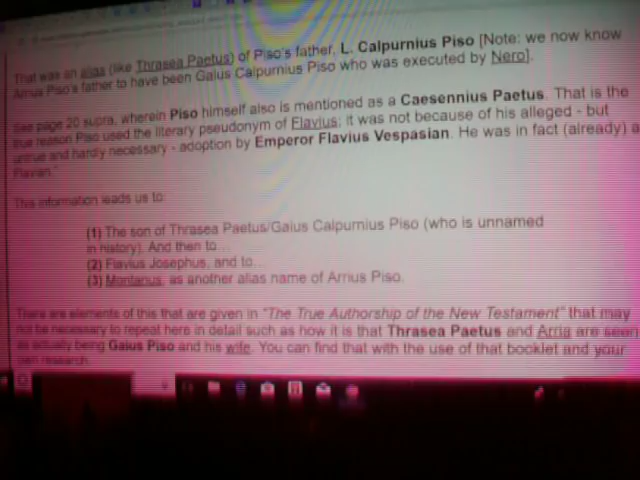 That was an alias (like Thrasea Paetus) of Piso's father, L. Calpurnius Piso [Note: we now know
Arrius Piso's father to have been Gaius Calpurnius Piso who was executed by Nero].
See page 20 supra, wherein Piso himself also is mentioned as a Caesennius Paetus. That is the
true reason Piso used the literary pseudonym of Flavius; it was not because of his alleged - but
untrue and hardly necessary - adoption by Emperor Flavius Vespasian. He was in fact (already) a
Flavian."
This information leads us to:
(1) The son of Thrasea Paetus/Gaius Calpurnius Piso (who is unnamed
in history). And then to...
(2) Flavius Josephus, and to...
(3) Montanus, as another alias name of Arrius Piso.
There are elements of this that are given in "The True Authorship of the New Testament" that may
not be necessary to repeat here in detail such as how it is that Thrasea Paetus and Arria are seen
as actually being Gaius Piso and his wife. You can find that with the use of that booklet and your
own research.